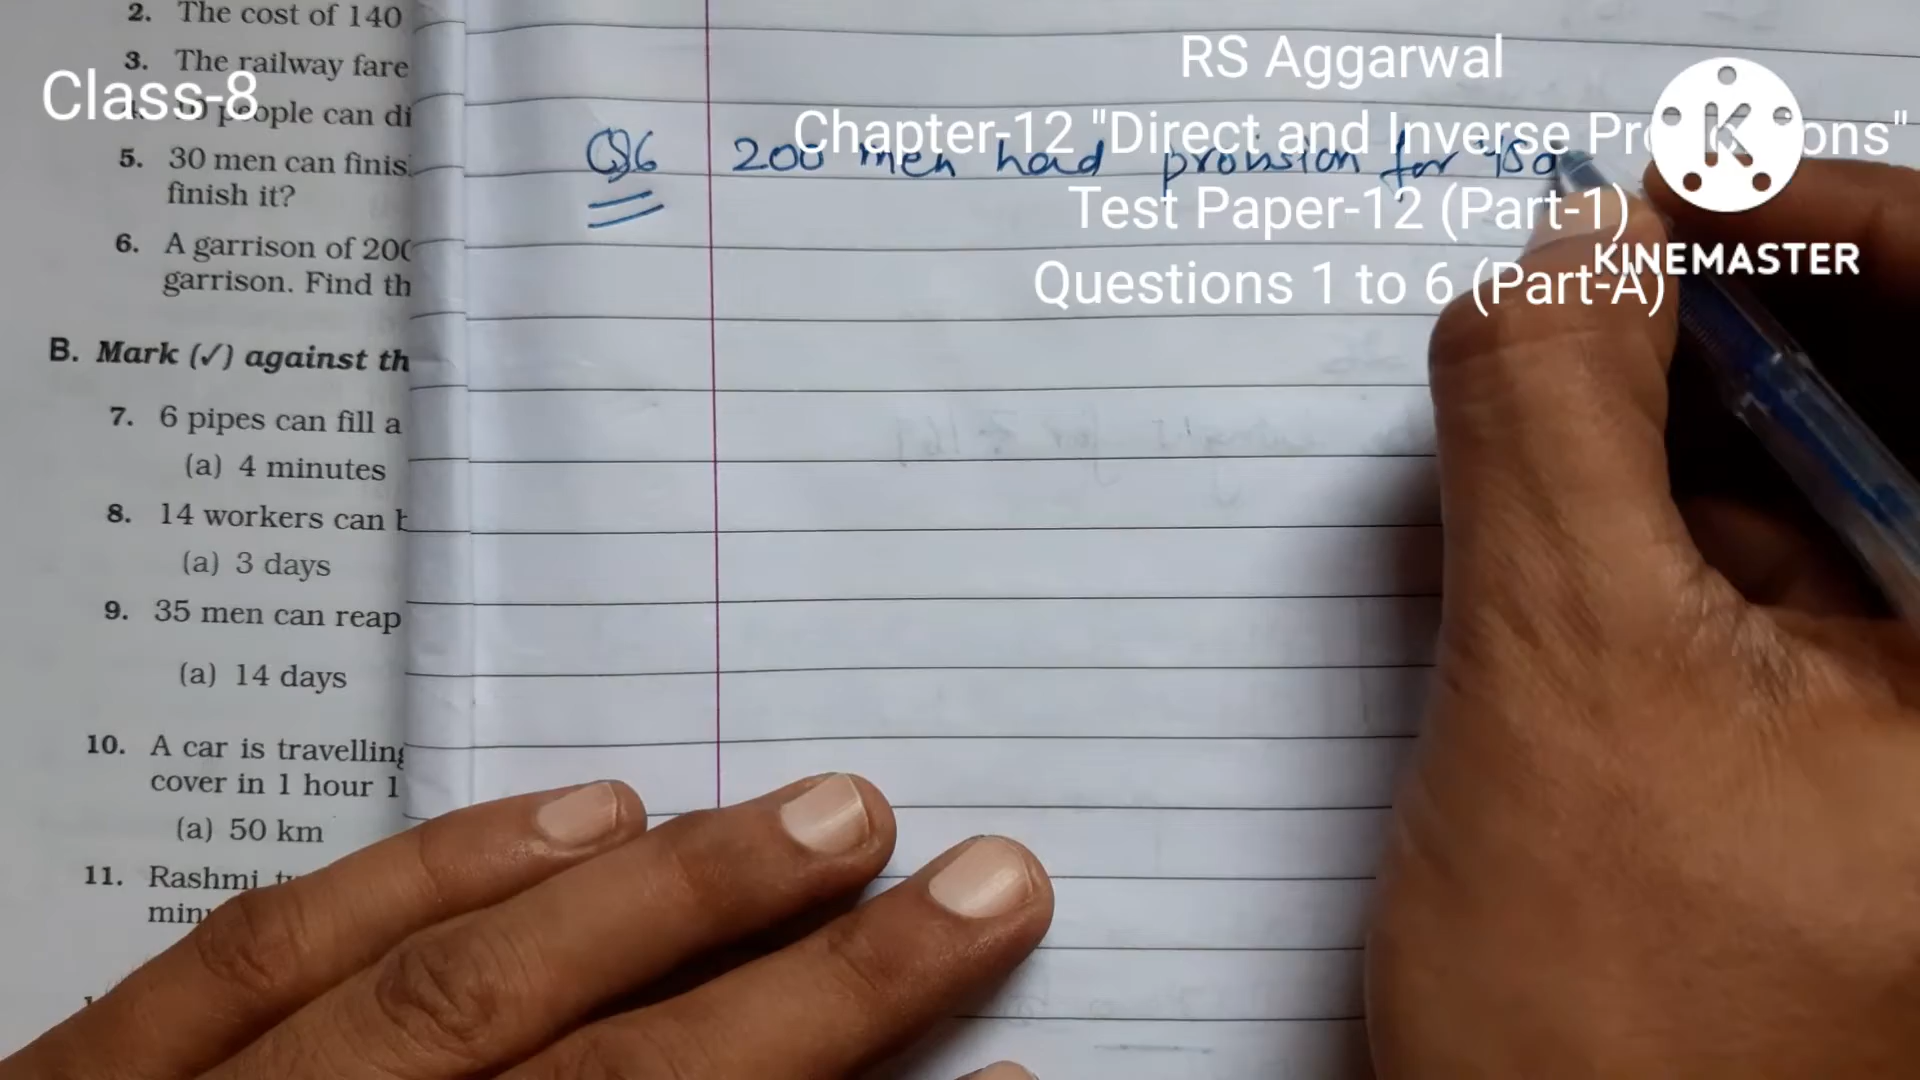 2. The cost of 140
3. The railway fare
Class-8
10 people can di
5. 30 men can finis
finish it?
6. A garrison of 200
garrison. Find th
B. Mark (✓) against th
7. 6 pipes can fill a
(a) 4 minutes
8. 14 workers can
(a) 3 days
9. 35 men can reap
(a) 14 days
10. A car is travelling
cover in 1 hour 1
(a) 50 km
11. Rashmi
RS Aggarwal
Chapter-12 "Direct and Inverse Proportions"
Q6 200 men had provision for 45
Test Paper-12 (Part-1)
Questions 1 to 6 (Part-A)
K
KINEMASTER